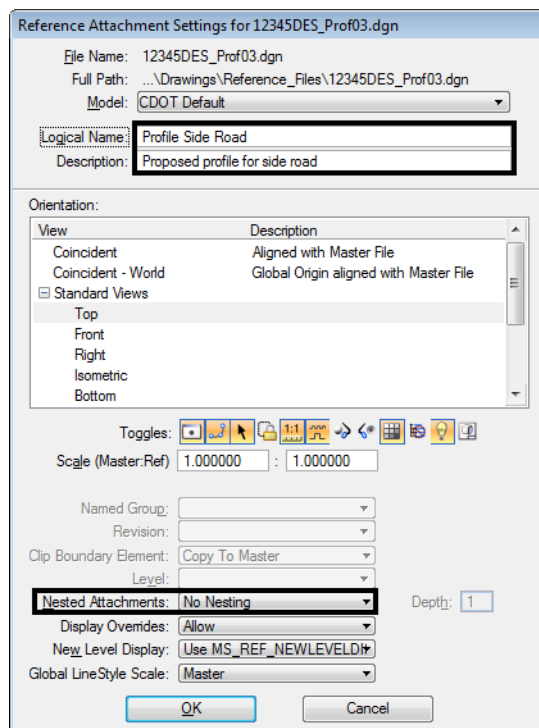 Reference Attachment Settings for 12345DES_Prof03.dgn
File Name: 12345DES_Prof03.dgn
Full Path: ...\Drawings\Reference_Files\12345DES_Prof03.dgn
Model: CDOT Default
Logical Name: Profile Side Road
Description: Proposed profile for side road
Orientation:
View Description
Coincident Aligned with Master File
Coincident - World Global Origin aligned with Master File
Standard Views
Top
Front
Right
Isometric
Bottom
Toggles: 1:1
Scale (Master:Ref) 1.000000 : 1.000000
Named Group:
Revision:
Clip Boundary Element: Copy To Master
Level:
Nested Attachments: No Nesting Depth: 1
Display Overrides: Allow
New Level Display: Use MS_REF_NEWLEVELDI
Global LineStyle Scale: Master
OK Cancel